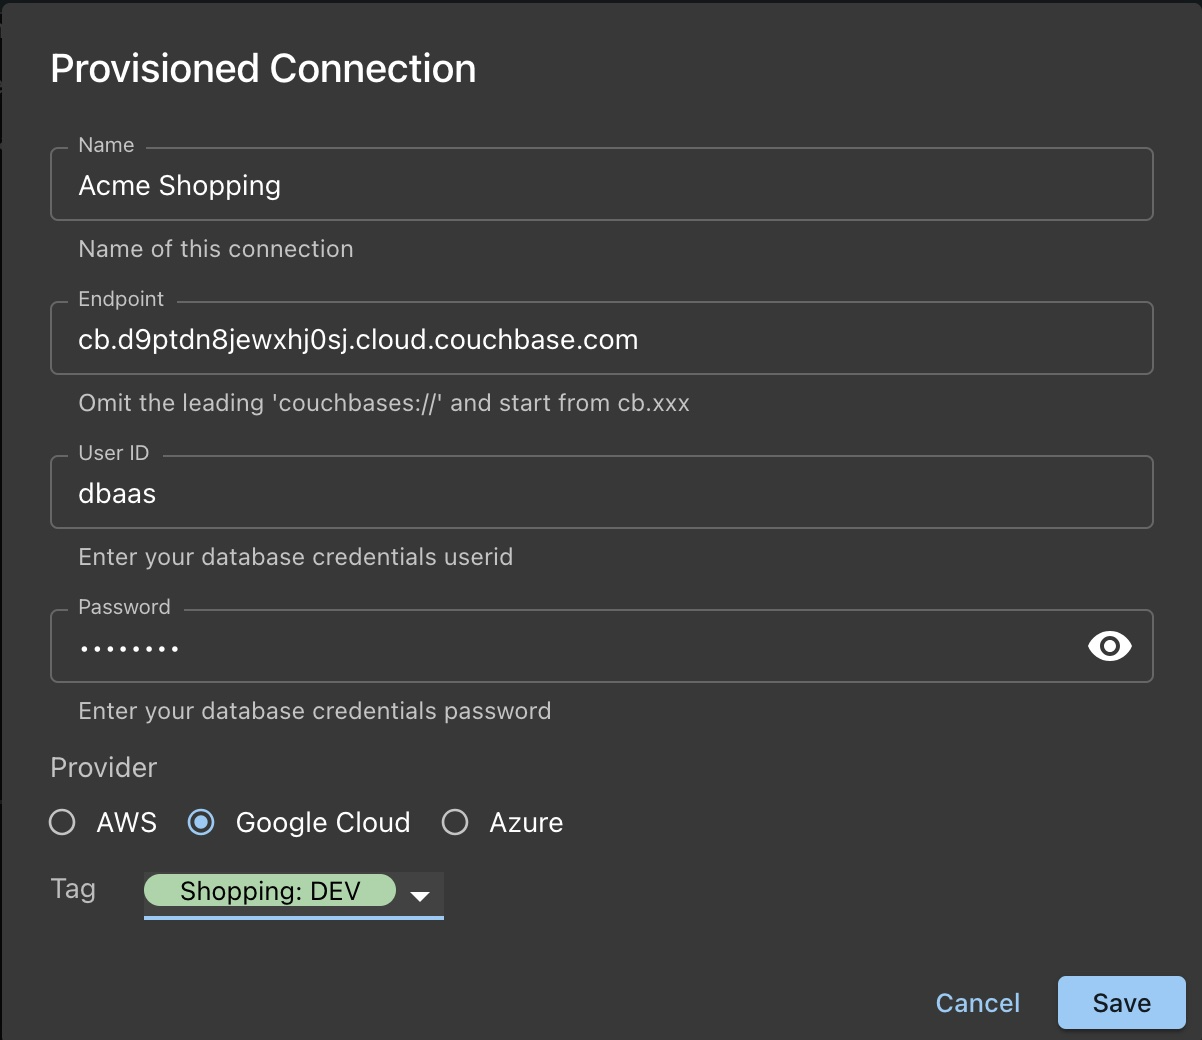 Provisioned Connection
Name
Acme Shopping
Name of this connection
Endpoint
cb.d9ptdn8jewxhj0sj.cloud.couchbase.com
Omit the leading 'couchbases://' and start from cb.xxx
User ID
dbaas
Enter your database credentials userid
Password
••••••••
Enter your database credentials password
Provider
AWS Google Cloud Azure
Tag Shopping: DEV
Cancel Save